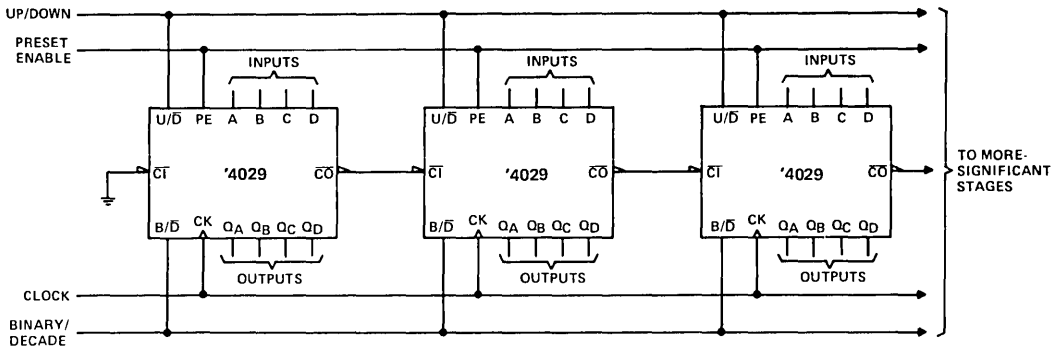 UP/DOWN
PRESET
ENABLE
INPUTS
INPUTS
INPUTS
U/D̅ PE A B C D
U/D̅ PE A B C D
U/D̅ PE A B C D
C̅I̅ '4029 C̅O̅
C̅I̅ '4029 C̅O̅
C̅I̅ '4029 C̅O̅
TO MORE-
SIGNIFICANT
STAGES
B/D̅ CK QA QB QC QD
B/D̅ CK QA QB QC QD
B/D̅ CK QA QB QC QD
OUTPUTS
OUTPUTS
OUTPUTS
CLOCK
BINARY/
DECADE